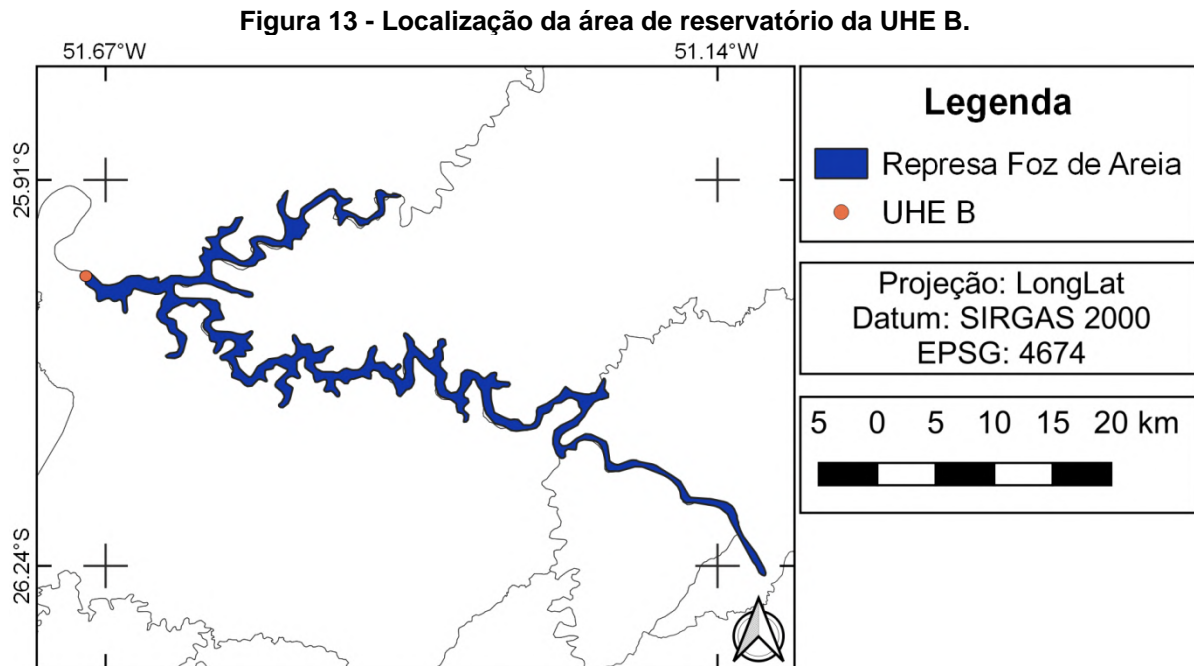 Figura 13 - Localização da área de reservatório da UHE B.
51.67°W 51.14°W
25.91°S
26.24°S
Legenda
Represa Foz de Areia
UHE B
Projeção: LongLat
Datum: SIRGAS 2000
EPSG: 4674
5 0 5 10 15 20 km